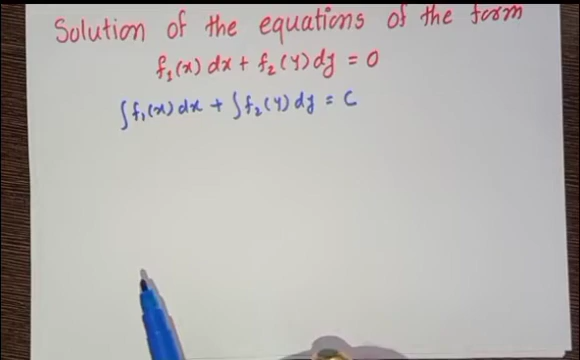 Solution of the equations of the form
f₁(x) dx + f₂(y) dy = 0
∫f₁(x) dx + ∫f₂(y) dy = C